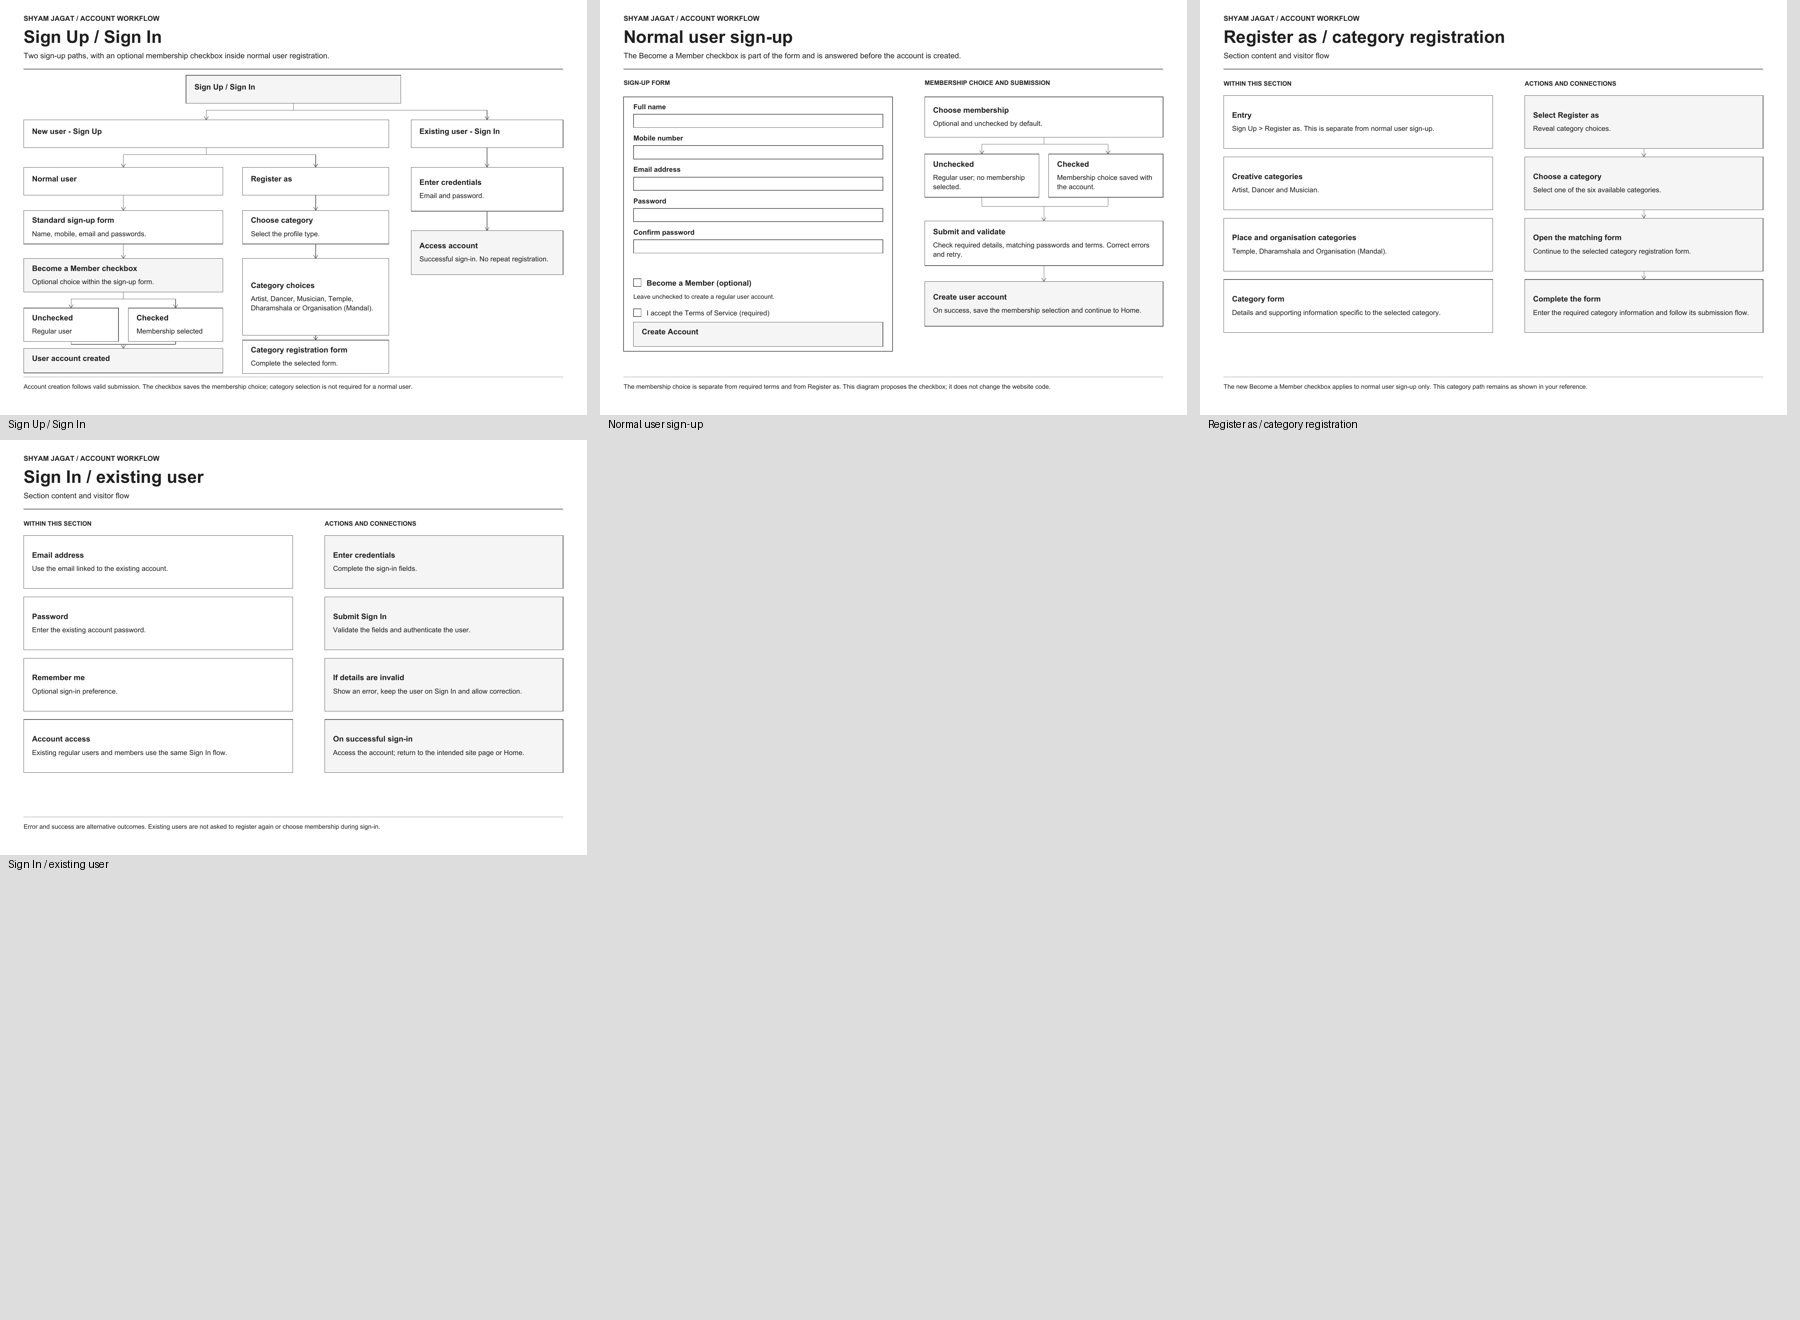 SHYAM JAGAT / ACCOUNT WORKFLOW
Sign Up / Sign In
Two sign-up paths, with an optional membership checkbox inside normal user registration.
Sign Up / Sign In
New user - Sign Up
Existing user - Sign In
Normal user
Register as
Enter credentials
Email and password.
Standard sign-up form
Name, mobile, email and passwords.
Choose category
Select the profile type.
Access account
Successful sign-in. No repeat registration.
Become a Member checkbox
Optional choice within the sign-up form.
Category choices
Artist, Dancer, Musician, Temple,
Dharamshala or Organisation (Mandal).
Unchecked
Regular user
Checked
Membership selected
User account created
Category registration form
Complete the selected form.
Account creation follows valid submission. The checkbox saves the membership choice; category selection is not required for a normal user.
Sign Up / Sign In
SHYAM JAGAT / ACCOUNT WORKFLOW
Normal user sign-up
The Become a Member checkbox is part of the form and is answered before the account is created.
SIGN-UP FORM
Full name
Mobile number
Email address
Password
Confirm password
Become a Member (optional)
Leave unchecked to create a regular user account.
I accept the Terms of Service (required)
Create Account
MEMBERSHIP CHOICE AND SUBMISSION
Choose membership
Optional and unchecked by default.
Unchecked
Regular user; no membership
selected.
Checked
Membership choice saved with
the account.
Submit and validate
Check required details, matching passwords and terms. Correct errors
and retry.
Create user account
On success, save the membership selection and continue to Home.
The membership choice is separate from required terms and from Register as. This diagram proposes the checkbox; it does not change the website code.
Normal user sign-up
SHYAM JAGAT / ACCOUNT WORKFLOW
Register as / category registration
Section content and visitor flow
WITHIN THIS SECTION
Entry
Sign Up > Register as. This is separate from normal user sign-up.
Creative categories
Artist, Dancer and Musician.
Place and organisation categories
Temple, Dharamshala and Organisation (Mandal).
Category form
Details and supporting information specific to the selected category.
ACTIONS AND CONNECTIONS
Select Register as
Reveal category choices.
Choose a category
Select one of the six available categories.
Open the matching form
Continue to the selected category registration form.
Complete the form
Enter the required category information and follow its submission flow.
The new Become a Member checkbox applies to normal user sign-up only. This category path remains as shown in your reference.
Register as / category registration
SHYAM JAGAT / ACCOUNT WORKFLOW
Sign In / existing user
Section content and visitor flow
WITHIN THIS SECTION
Email address
Use the email linked to the existing account.
Password
Enter the existing account password.
Remember me
Optional sign-in preference.
Account access
Existing regular users and members use the same Sign In flow.
ACTIONS AND CONNECTIONS
Enter credentials
Complete the sign-in fields.
Submit Sign In
Validate the fields and authenticate the user.
If details are invalid
Show an error, keep the user on Sign In and allow correction.
On successful sign-in
Access the account; return to the intended site page or Home.
Error and success are alternative outcomes. Existing users are not asked to register again or choose membership during sign-in.
Sign In / existing user